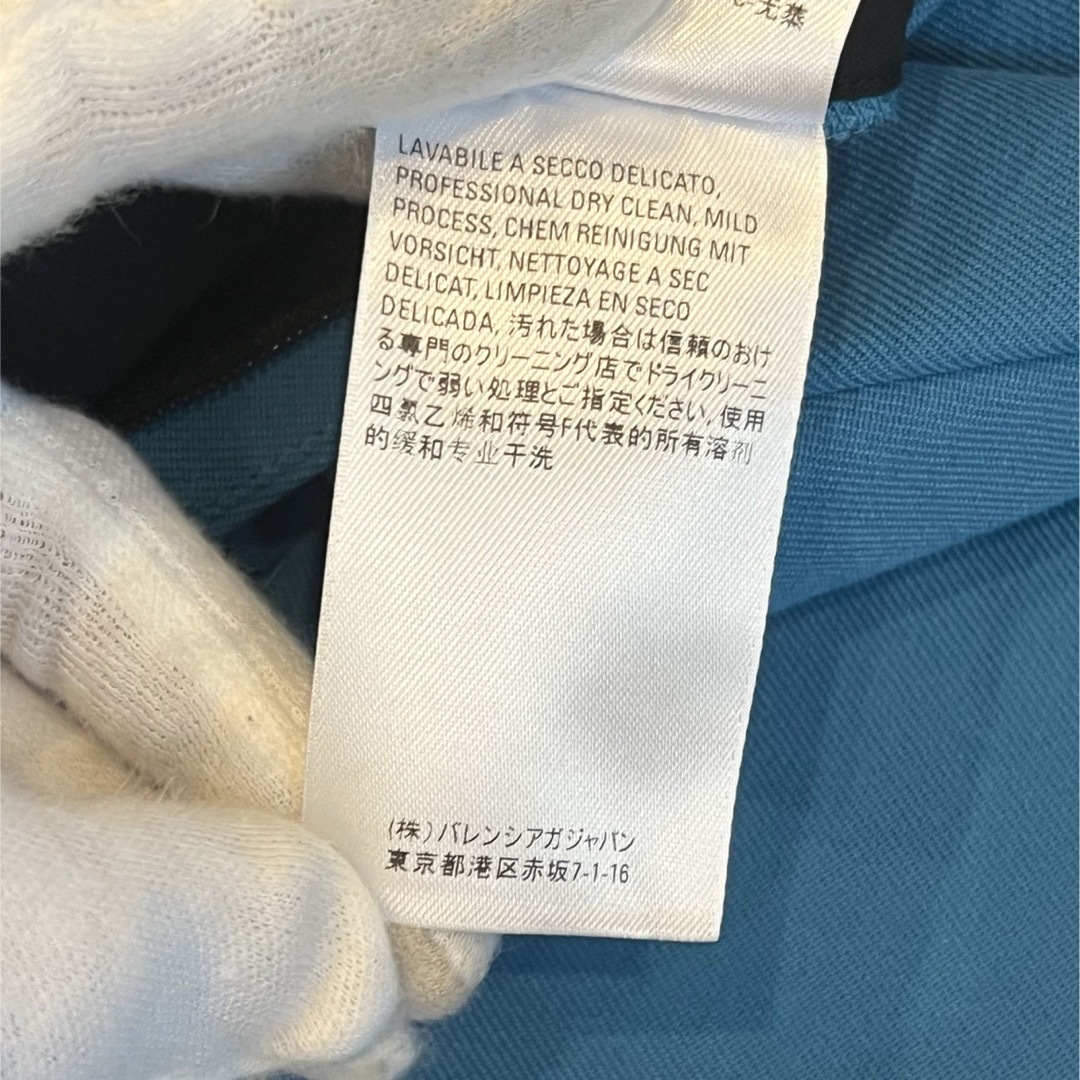 无蒸
LAVABILE A SECCO DELICATO,
PROFESSIONAL DRY CLEAN, MILD
PROCESS, CHEM REINIGUNG MIT
VORSICHT, NETTOYAGE A SEC
DELICAT, LIMPIEZA EN SECO
DELICADA, 汚れた場合は信頼のおけ
る専門のクリーニング店でドライクリーニ
ングで弱い処理とご指定ください, 使用
四氯乙烯和符号F代表的所有溶剂
的缓和专业干洗
(株)バレンシアガジャパン
東京都港区赤坂7-1-16